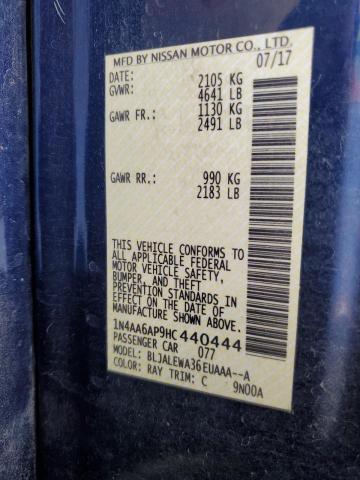 MFD BY NISSAN MOTOR CO., LTD.
DATE: 07/17
GVWR: 2105 KG
4641 LB
GAWR FR.: 1130 KG
2491 LB
GAWR RR.: 990 KG
2183 LB
THIS VEHICLE CONFORMS TO
ALL APPLICABLE FEDERAL
MOTOR VEHICLE SAFETY,
BUMPER, AND THEFT
PREVENTION STANDARDS IN
EFFECT ON THE DATE OF
MANUFACTURE SHOWN ABOVE.
1N4AA6AP9HC440444
PASSENGER CAR 077
MODEL: BLJALEWA36EUAAA--A
COLOR: RAY TRIM: C 9N00A